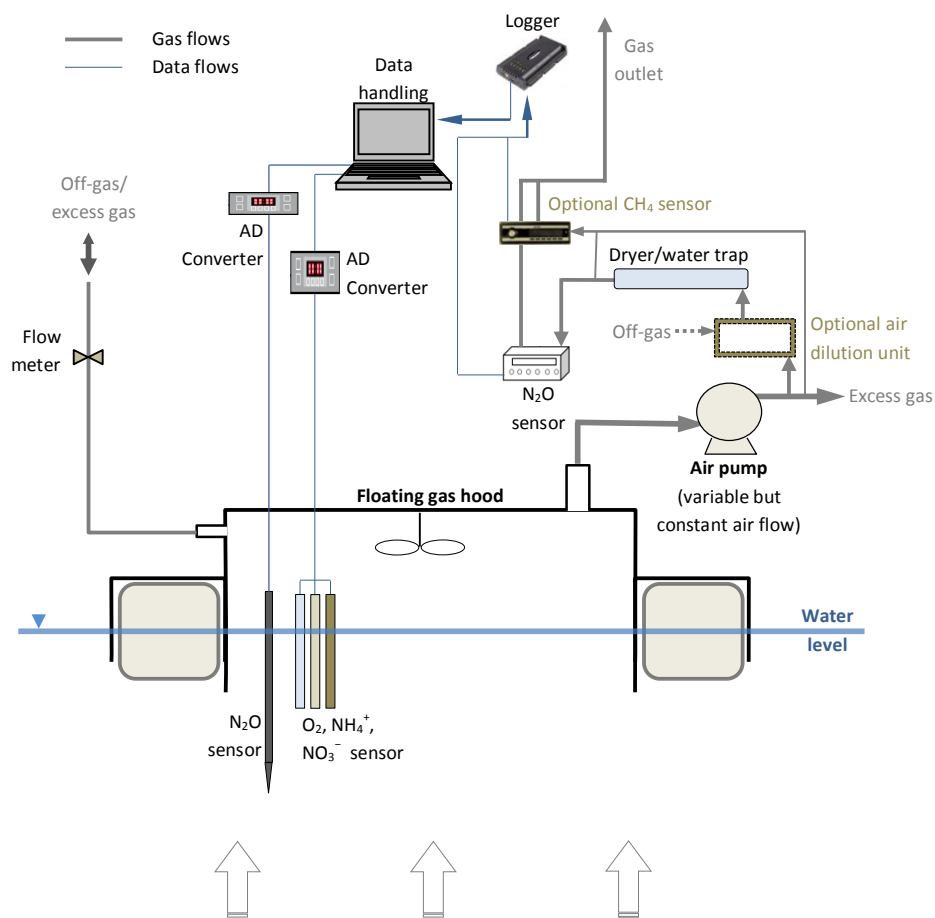 Gas flows
Data flows
Logger
Data
handling
Gas
outlet
Off-gas/
excess gas
AD
Converter
AD
Converter
Optional CH₄ sensor
Dryer/water trap
Off-gas
Optional air
dilution unit
Flow
meter
N₂O
sensor
Excess gas
Air pump
(variable but
constant air flow)
Floating gas hood
Water
level
N₂O
sensor
O₂, NH₄⁺,
NO₃⁻ sensor